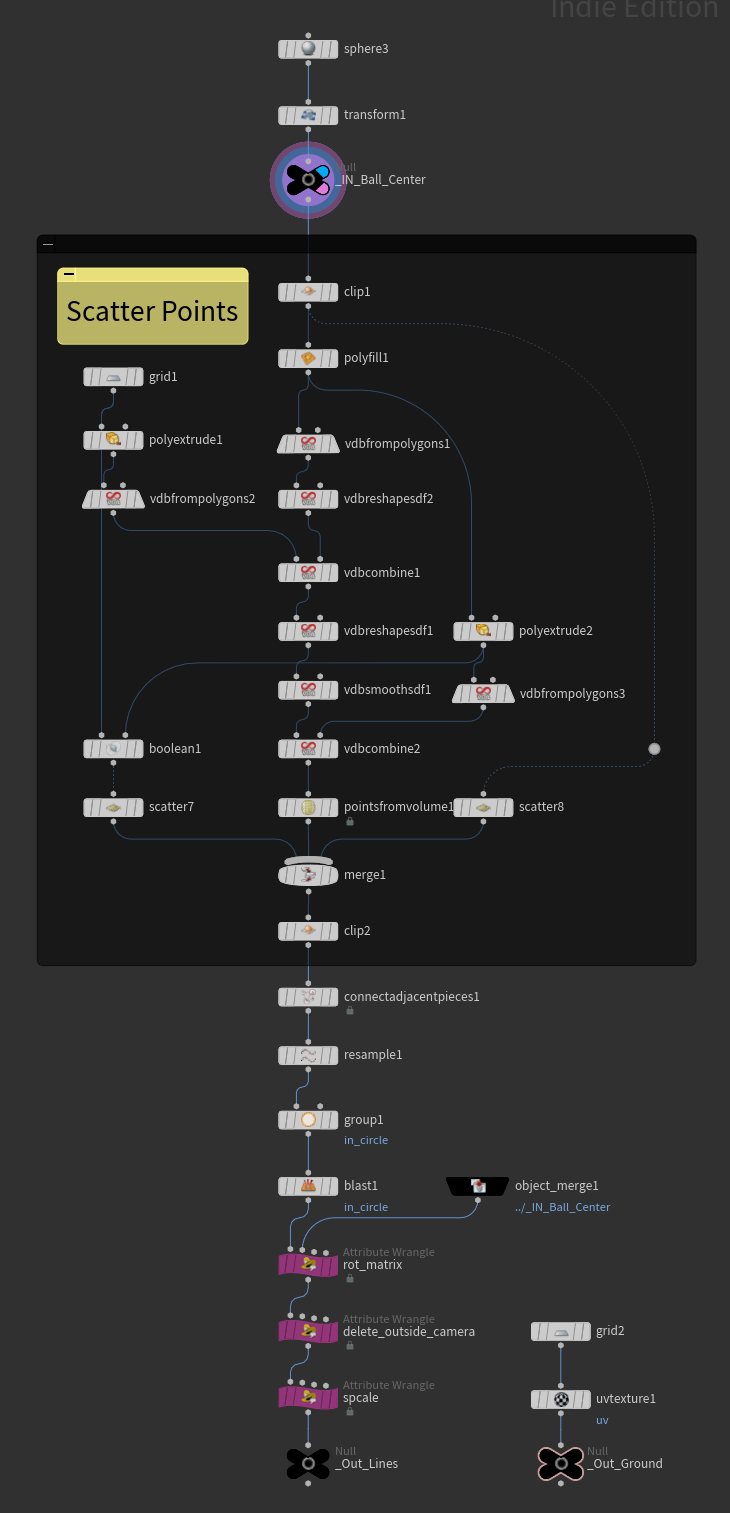 Indie Edition
sphere3
transform1
Null
_IN_Ball_Center
clip1
Scatter Points
polyfill1
grid1
polyextrude1
vdbfrompolygons1
vdbfrompolygons2
vdbreshapesdf2
vdbcombine1
vdbreshapesdf1
polyextrude2
vdbsmoothsdf1
vdbfrompolygons3
boolean1
vdbcombine2
scatter7
pointsfromvolume1
scatter8
merge1
clip2
connectadjacentpieces1
resample1
group1
in_circle
blast1
object_merge1
in_circle
../_IN_Ball_Center
Attribute Wrangle
rot_matrix
Attribute Wrangle
delete_outside_camera
grid2
Attribute Wrangle
spcale
uvtexture1
uv
Null
_Out_Lines
Null
_Out_Ground